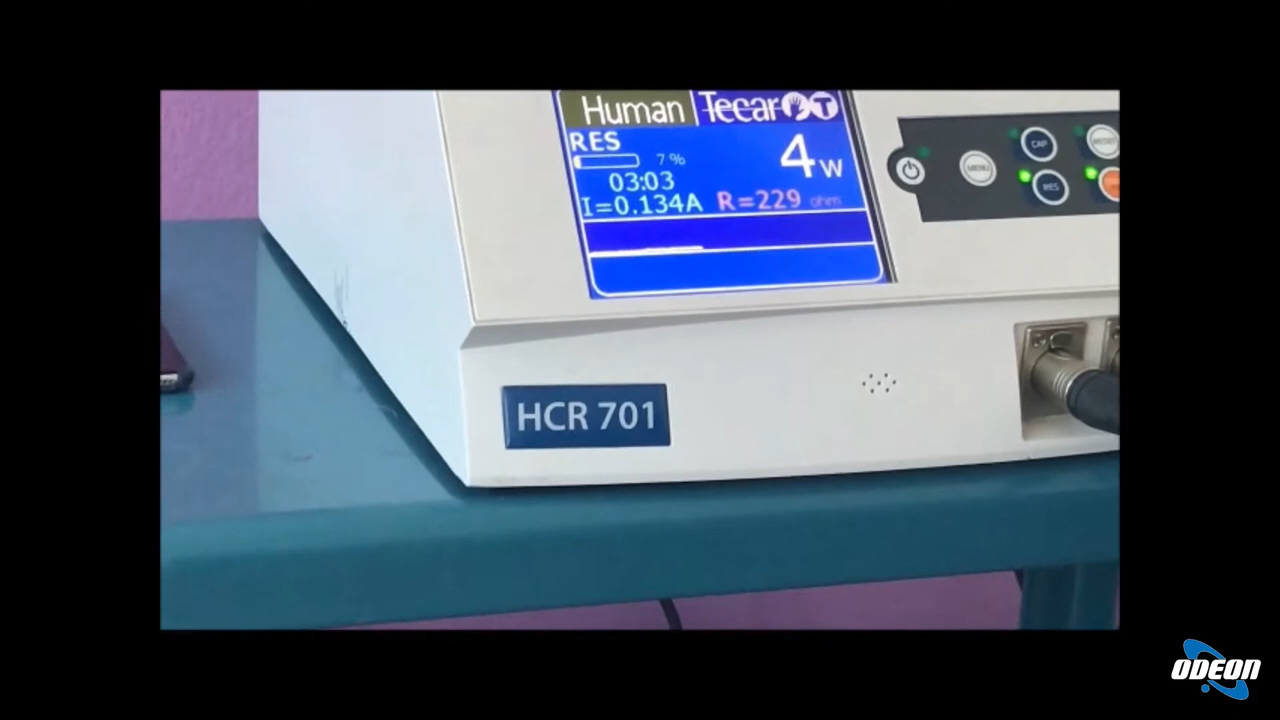 Human Tecar T
RES
7 %
4 W
03:03
I=0.134A R=229 ohm
MENU
CAP
RES
HCR 701
ODEON